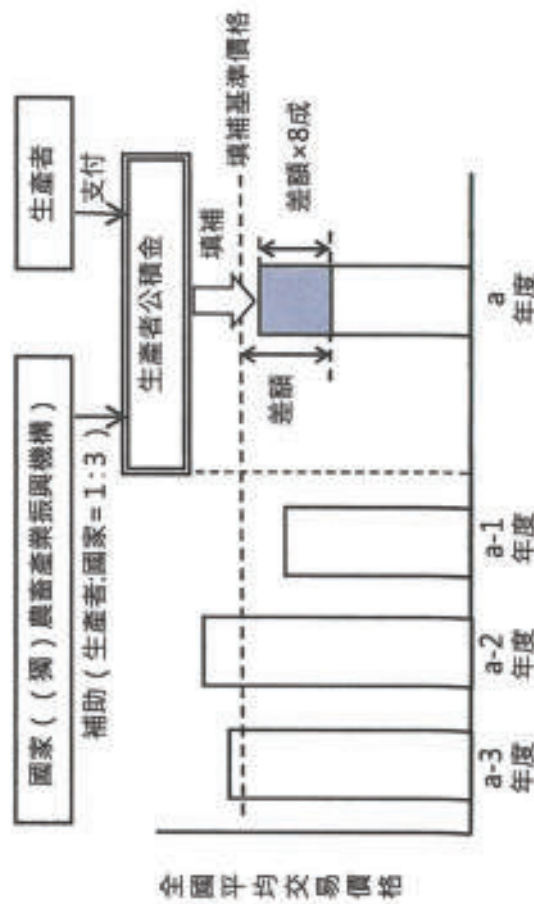 國家（（獨）農畜產業振興機構）
生產者
補助（生產者:國家=1:3）
支付
生產者公積金
填補
填補基準價格
差額
差額×8成
全國平均交易價格
a-3
年度
a-2
年度
a-1
年度
a
年度